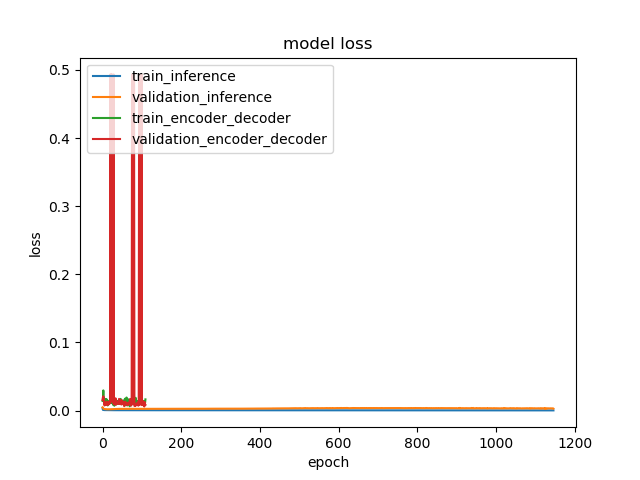 model loss
train_inference
validation_inference
train_encoder_decoder
validation_encoder_decoder
loss
0.5
0.4
0.3
0.2
0.1
0.0
0 200 400 600 800 1000 1200
epoch